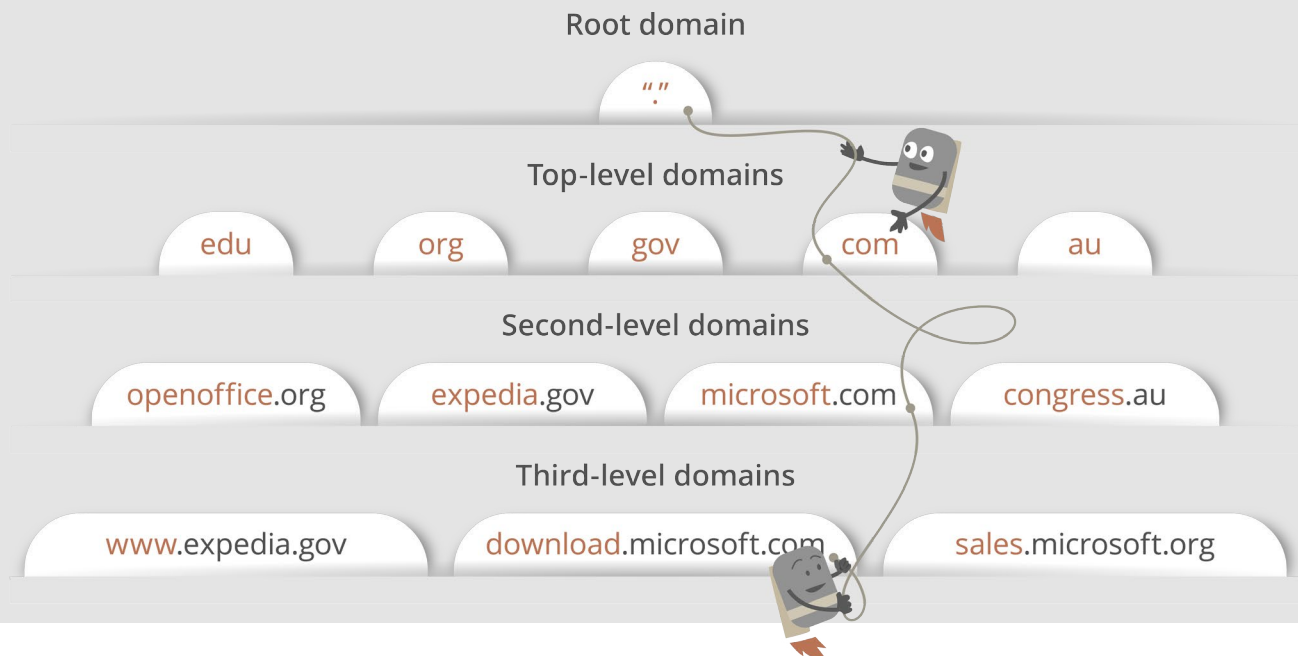 Root domain
“.”
Top-level domains
edu org gov com au
Second-level domains
openoffice.org expedia.gov microsoft.com congress.au
Third-level domains
www.expedia.gov download.microsoft.com sales.microsoft.org